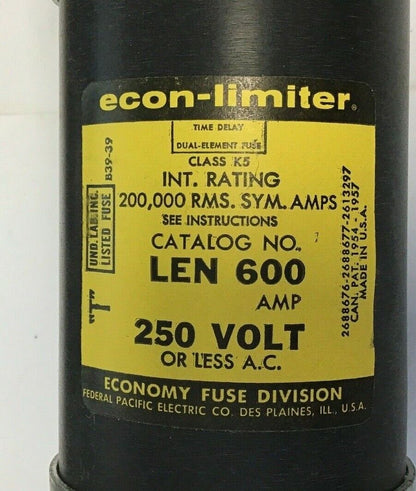 econ-limiter®
TIME DELAY
DUAL-ELEMENT FUSE
CLASS K5
INT. RATING
200,000 RMS. SYM. AMPS
SEE INSTRUCTIONS
CATALOG NO.
LEN 600
AMP
250 VOLT
OR LESS A.C.
ECONOMY FUSE DIVISION
FEDERAL PACIFIC ELECTRIC CO. DES PLAINES, ILL., U.S.A.
"T"
UND. LAB. INC.
LISTED FUSE
B39-39
2688676-2688677-2613297
CAN. PAT. 1954 - 1957
MADE IN U.S.A.